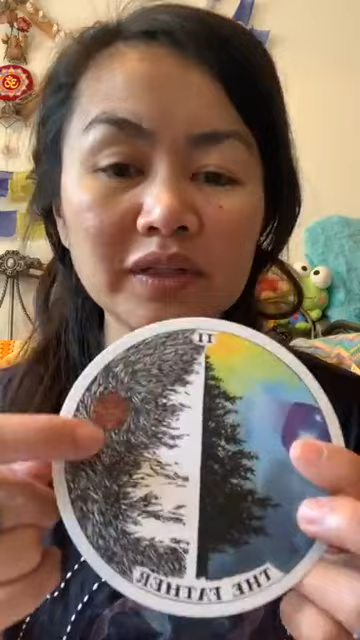 II
THE FATHER
ॐ